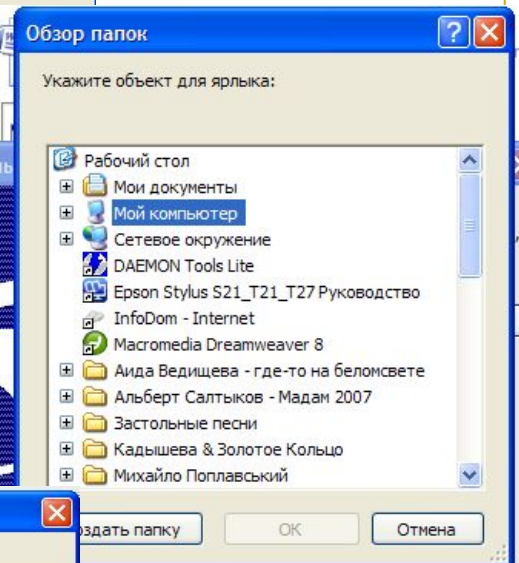 Обзор папок
Укажите объект для ярлыка:
Рабочий стол
Мои документы
Мой компьютер
Сетевое окружение
DAEMON Tools Lite
Epson Stylus S21_T21_T27 Руководство
InfoDom - Internet
Macromedia Dreamweaver 8
Аида Ведищева - где-то на беломсвете
Альберт Салтыков - Мадам 2007
Застольные песни
Кадышева & Золотое Кольцо
Михайло Поплавський
оздать папку OK Отмена